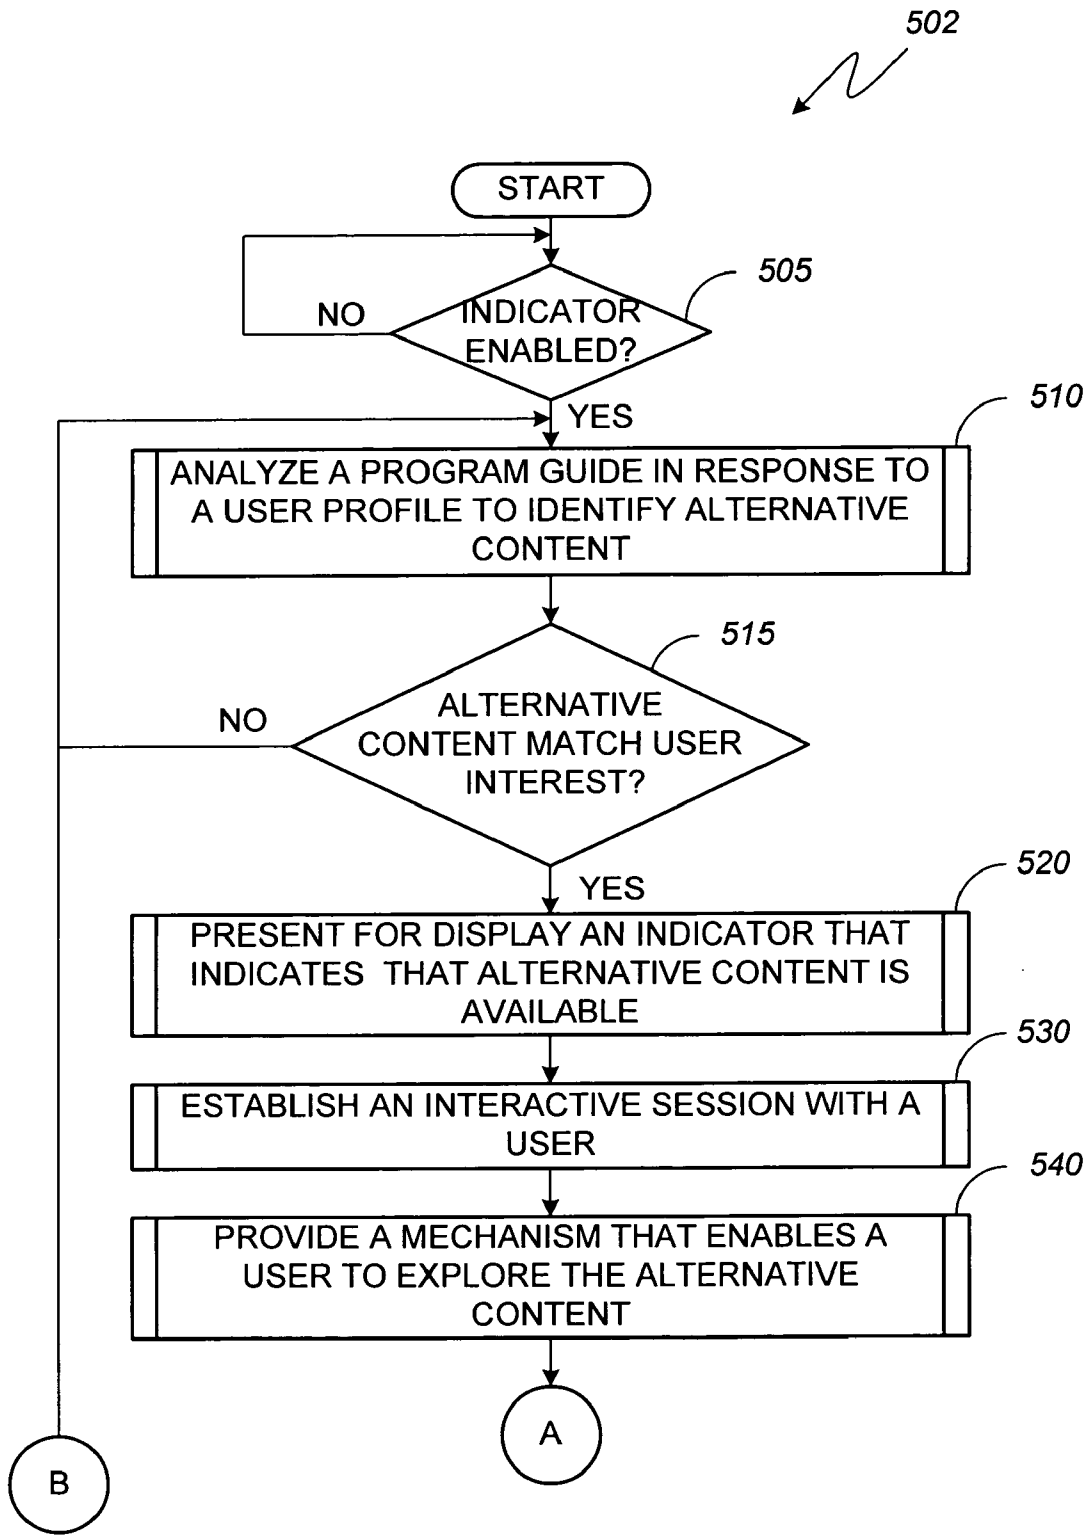 502
START
505
NO
INDICATOR
ENABLED?
YES
510
ANALYZE A PROGRAM GUIDE IN RESPONSE TO
A USER PROFILE TO IDENTIFY ALTERNATIVE
CONTENT
515
NO
ALTERNATIVE
CONTENT MATCH USER
INTEREST?
YES
520
PRESENT FOR DISPLAY AN INDICATOR THAT
INDICATES THAT ALTERNATIVE CONTENT IS
AVAILABLE
530
ESTABLISH AN INTERACTIVE SESSION WITH A
USER
540
PROVIDE A MECHANISM THAT ENABLES A
USER TO EXPLORE THE ALTERNATIVE
CONTENT
A
B